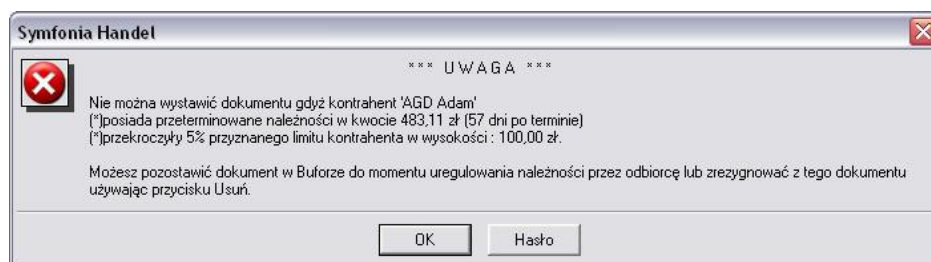 Symfonia Handel
*** UWAGA ***
Nie można wystawić dokumentu gdyż kontrahent 'AGD Adam'
(*)posiada przeterminowane należności w kwocie 483,11 zł (57 dni po terminie)
(*)przekroczyły 5% przyznanego limitu kontrahenta w wysokości : 100,00 zł.
Możesz pozostawić dokument w Buforze do momentu uregulowania należności przez odbiorcę lub zrezygnować z tego dokumentu
używając przycisku Usuń.
OK Hasło